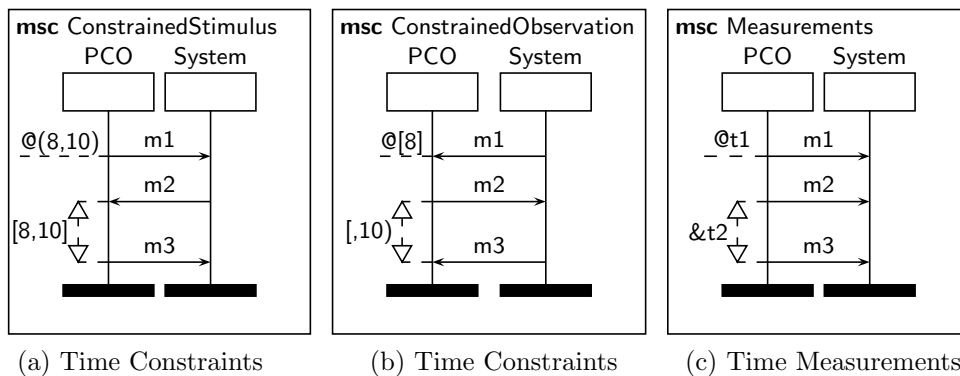 msc ConstrainedStimulus
PCO System
@(8,10) m1
m2
[8,10]
m3
(a) Time Constraints
msc ConstrainedObservation
PCO System
@[8] m1
m2
[,10)
m3
(b) Time Constraints
msc Measurements
PCO System
@t1 m1
m2
&t2
m3
(c) Time Measurements